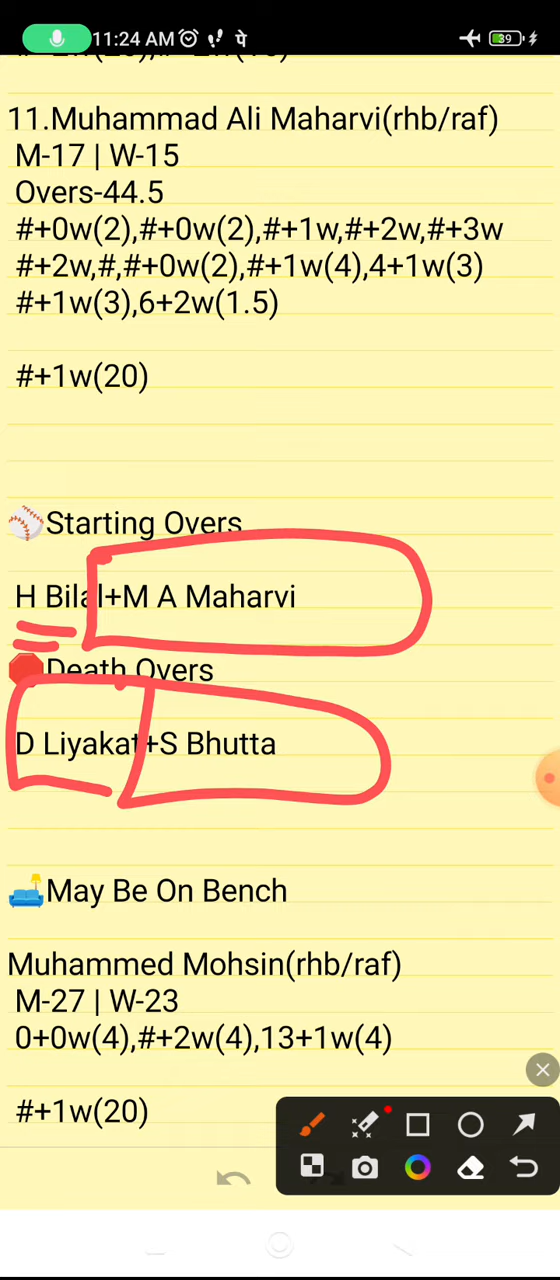 11:24 AM पे 39
11.Muhammad Ali Maharvi(rhb/raf)
M-17 | W-15
Overs-44.5
#+0w(2),#+0w(2),#+1w,#+2w,#+3w
#+2w,#,#+0w(2),#+1w(4),4+1w(3)
#+1w(3),6+2w(1.5)
#+1w(20)
Starting Overs
H Bilal+M A Maharvi
Death Overs
D Liyakat+S Bhutta
May Be On Bench
Muhammed Mohsin(rhb/raf)
M-27 | W-23
0+0w(4),#+2w(4),13+1w(4)
#+1w(20)